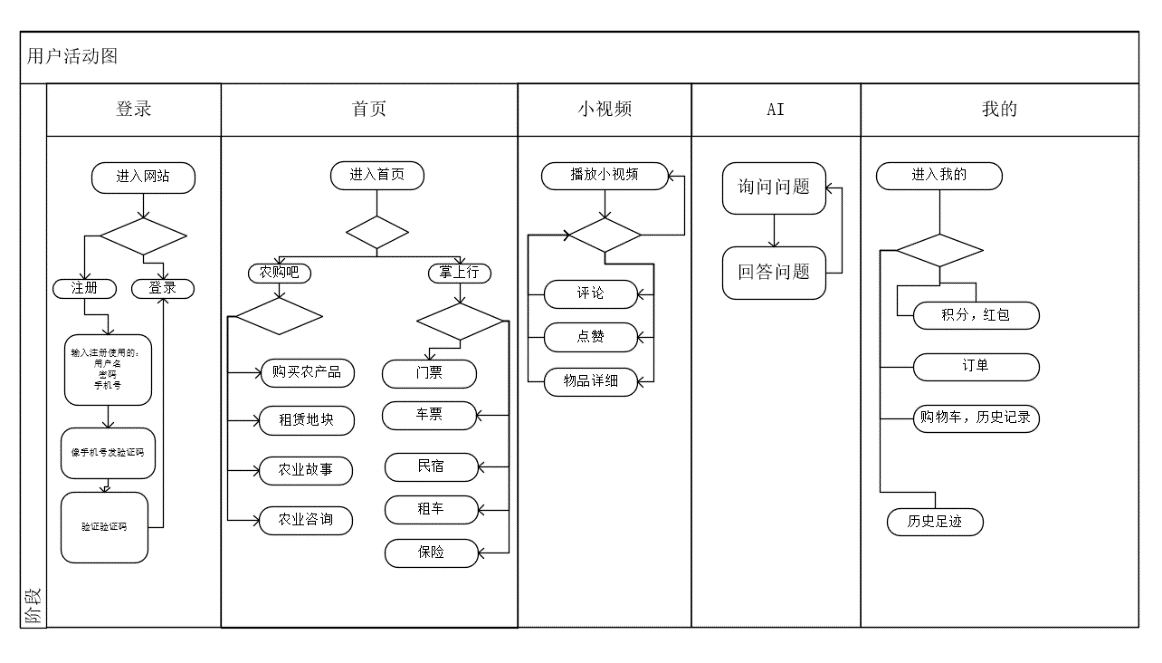 用户活动图
登录
首页
小视频
AI
我的
进入网站
注册
登录
输入注册使用的:
用户名
密码
手机号
像手机号发验证码
验证验证码
进入首页
农购吧
掌上行
购买农产品
租赁地块
农业故事
农业咨询
门票
车票
民宿
租车
保险
播放小视频
评论
点赞
物品详细
询问问题
回答问题
进入我的
积分，红包
订单
购物车，历史记录
历史足迹
阶段